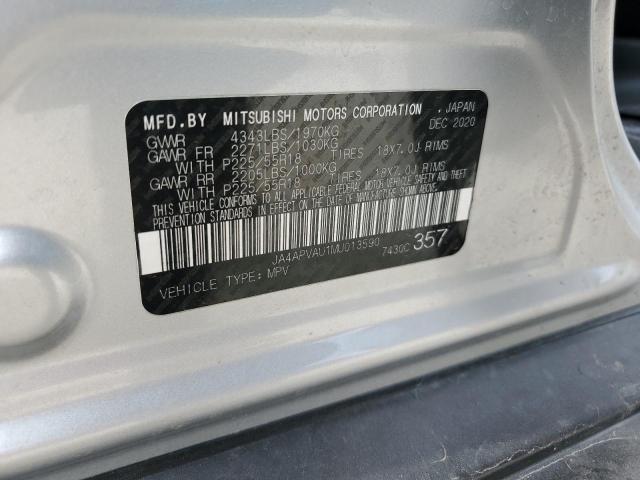 MFD.BY MITSUBISHI MOTORS CORPORATION. JAPAN
GVWR 4343LBS/1970KG DEC 2020
GAWR FR 2271LBS/1030KG
WITH P225/55R18 TIRES 18X7.0J RIMS
GAWR RR 2205LBS/1000KG
WITH P225/55R18 TIRES 18X7.0J RIMS
THIS VEHICLE CONFORMS TO ALL APPLICABLE FEDERAL MOTOR VEHICLE SAFETY AND THEFT
PREVENTION STANDARDS IN EFFECT ON THE DATE OF MANUFACTURE SHOWN ABOVE.
JA4APVAU1MU013590
VEHICLE TYPE: MPV 7430C 357